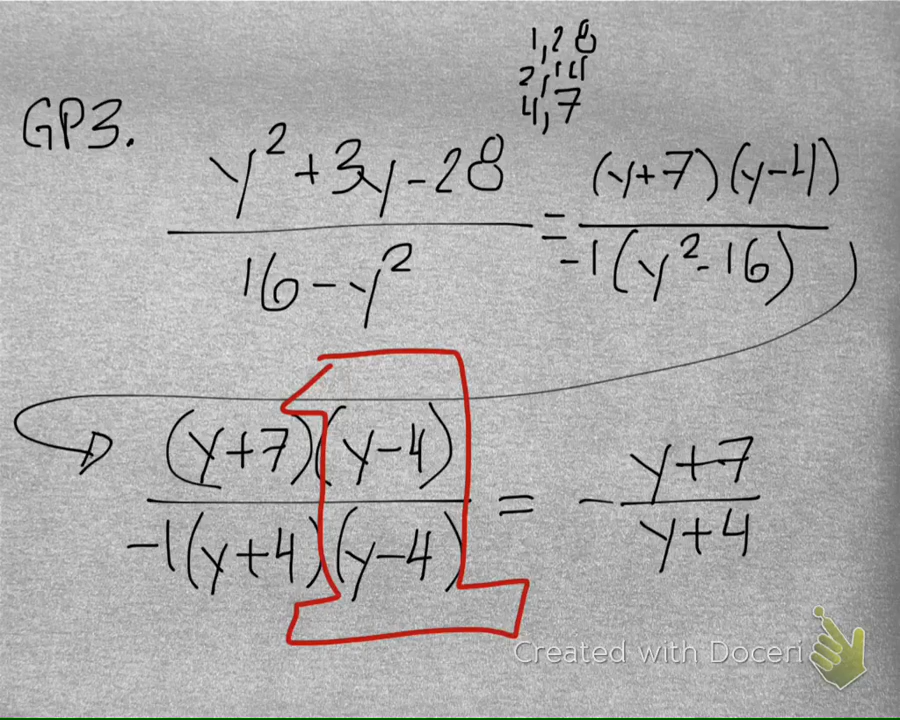 1,28
2,14
4,7
GP3.
y²+3y-28 / 16-y² = (y+7)(y-4) / -1(y²-16)
(y+7)(y-4) / -1(y+4)(y-4) = - y+7 / y+4
Created with Doceri